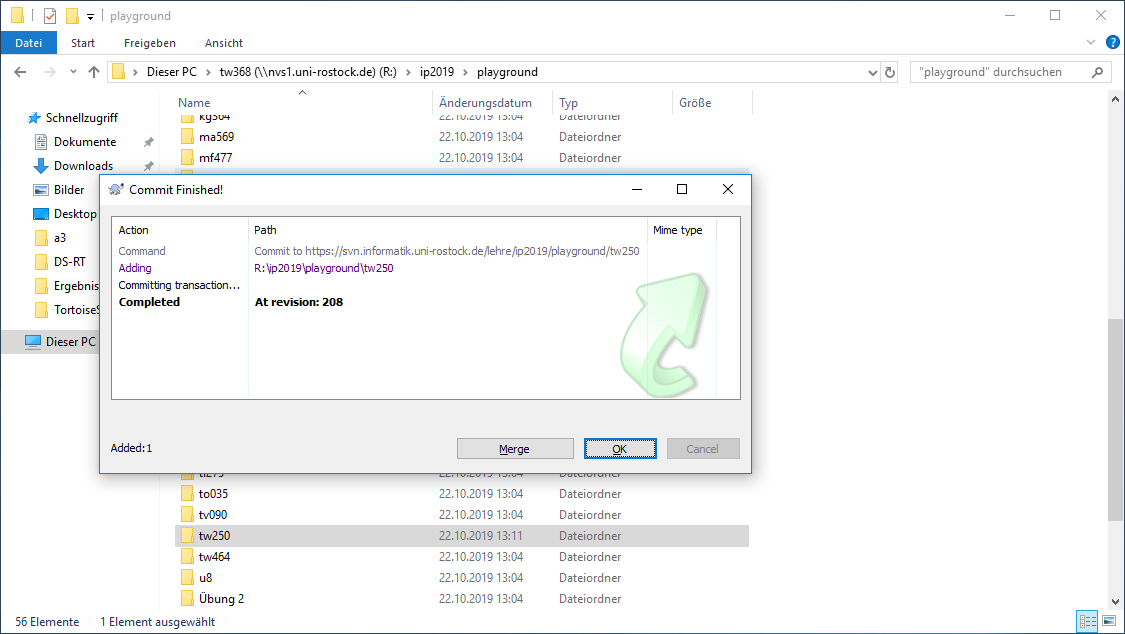 playground
Datei Start Freigeben Ansicht
Dieser PC > tw368 (\\nvs1.uni-rostock.de) (R:) > ip2019 > playground
"playground" durchsuchen
Name Änderungsdatum Typ Größe
Schnellzugriff
Dokumente
Downloads
Bilder
Desktop
a3
DS-RT
Ergebnis
TortoiseS
Dieser PC
kg364 22.10.2019 13:04 Dateiordner
ma569 22.10.2019 13:04 Dateiordner
mf477 22.10.2019 13:04 Dateiordner
Commit Finished!
Action Path Mime type
Command Commit to https://svn.informatik.uni-rostock.de/lehre/ip2019/playground/tw250
Adding R:\ip2019\playground\tw250
Committing transaction...
Completed At revision: 208
Added:1
Merge OK Cancel
22.10.2019 13:04 Dateiordner
to035 22.10.2019 13:04 Dateiordner
tv090 22.10.2019 13:04 Dateiordner
tw250 22.10.2019 13:11 Dateiordner
tw464 22.10.2019 13:04 Dateiordner
u8 22.10.2019 13:04 Dateiordner
Übung 2 22.10.2019 13:04 Dateiordner
56 Elemente 1 Element ausgewählt